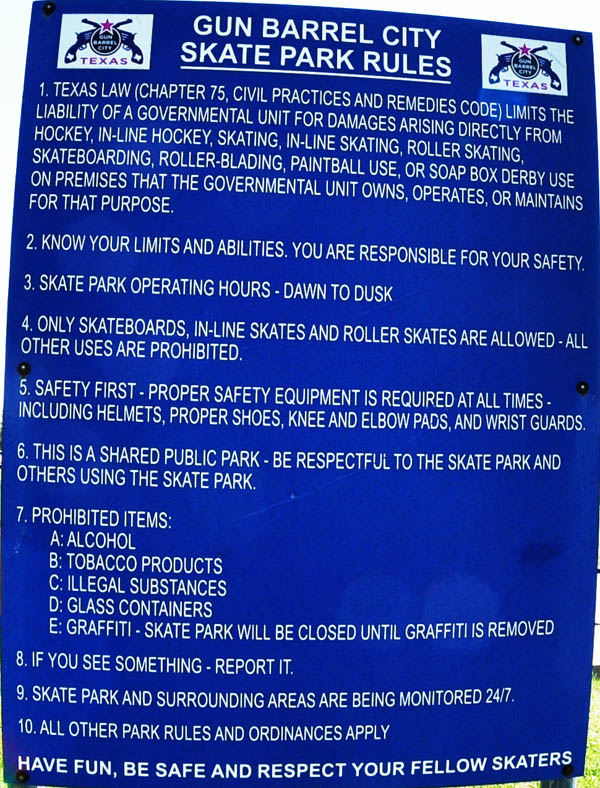 GUN BARREL CITY
SKATE PARK RULES
GUN
BARREL
CITY
TEXAS
GUN
BARREL
CITY
TEXAS
1. TEXAS LAW (CHAPTER 75, CIVIL PRACTICES AND REMEDIES CODE) LIMITS THE
LIABILITY OF A GOVERNMENTAL UNIT FOR DAMAGES ARISING DIRECTLY FROM
HOCKEY, IN-LINE HOCKEY, SKATING, IN-LINE SKATING, ROLLER SKATING,
SKATEBOARDING, ROLLER-BLADING, PAINTBALL USE, OR SOAP BOX DERBY USE
ON PREMISES THAT THE GOVERNMENTAL UNIT OWNS, OPERATES, OR MAINTAINS
FOR THAT PURPOSE.
2. KNOW YOUR LIMITS AND ABILITIES. YOU ARE RESPONSIBLE FOR YOUR SAFETY.
3. SKATE PARK OPERATING HOURS - DAWN TO DUSK
4. ONLY SKATEBOARDS, IN-LINE SKATES AND ROLLER SKATES ARE ALLOWED - ALL
OTHER USES ARE PROHIBITED.
5. SAFETY FIRST - PROPER SAFETY EQUIPMENT IS REQUIRED AT ALL TIMES -
INCLUDING HELMETS, PROPER SHOES, KNEE AND ELBOW PADS, AND WRIST GUARDS.
6. THIS IS A SHARED PUBLIC PARK - BE RESPECTFUL TO THE SKATE PARK AND
OTHERS USING THE SKATE PARK.
7. PROHIBITED ITEMS:
A: ALCOHOL
B: TOBACCO PRODUCTS
C: ILLEGAL SUBSTANCES
D: GLASS CONTAINERS
E: GRAFFITI - SKATE PARK WILL BE CLOSED UNTIL GRAFFITI IS REMOVED
8. IF YOU SEE SOMETHING - REPORT IT.
9. SKATE PARK AND SURROUNDING AREAS ARE BEING MONITORED 24/7.
10. ALL OTHER PARK RULES AND ORDINANCES APPLY
HAVE FUN, BE SAFE AND RESPECT YOUR FELLOW SKATERS